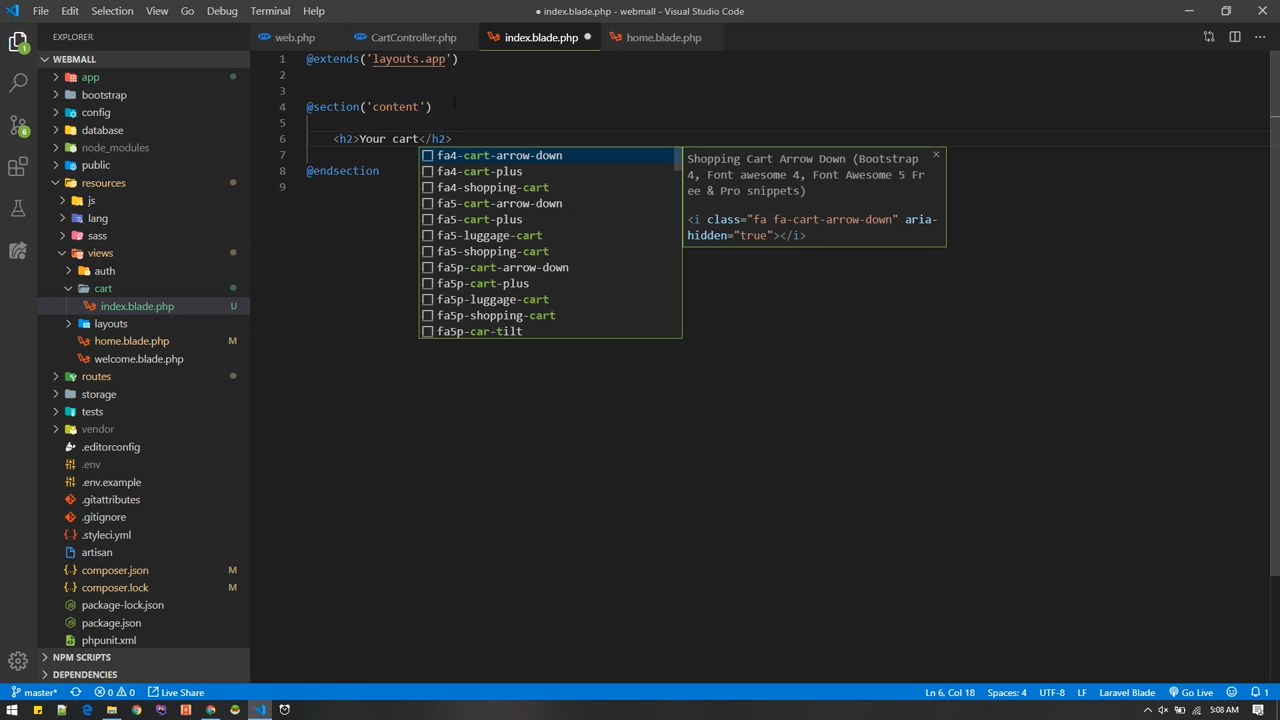 File Edit Selection View Go Debug Terminal Help
● index.blade.php - webmall - Visual Studio Code
EXPLORER
web.php
CartController.php
index.blade.php
home.blade.php
WEBMALL
app
bootstrap
config
database
node_modules
public
resources
js
lang
sass
views
auth
cart
index.blade.php U
layouts
home.blade.php M
welcome.blade.php
routes
storage
tests
vendor
.editorconfig
.env
.env.example
.gitattributes
.gitignore
.styleci.yml
artisan
composer.json M
composer.lock M
package-lock.json
package.json
phpunit.xml
NPM SCRIPTS
DEPENDENCIES
1 @extends('layouts.app')
2
3
4 @section('content')
5
6 <h2>Your cart</h2>
7
8 @endsection
9
fa4-cart-arrow-down
fa4-cart-plus
fa4-shopping-cart
fa5-cart-arrow-down
fa5-cart-plus
fa5-luggage-cart
fa5-shopping-cart
fa5p-cart-arrow-down
fa5p-cart-plus
fa5p-luggage-cart
fa5p-shopping-cart
fa5p-car-tilt
Shopping Cart Arrow Down (Bootstrap
4, Font awesome 4, Font Awesome 5 Fr
ee & Pro snippets)
<i class="fa fa-cart-arrow-down" aria-
hidden="true"></i>
1
6
master* 0 0 Live Share
Ln 6, Col 18 Spaces: 4 UTF-8 LF Laravel Blade Go Live 1
5:08 AM